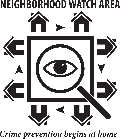 NEIGHBORHOOD WATCH AREA
Crime prevention begins at home